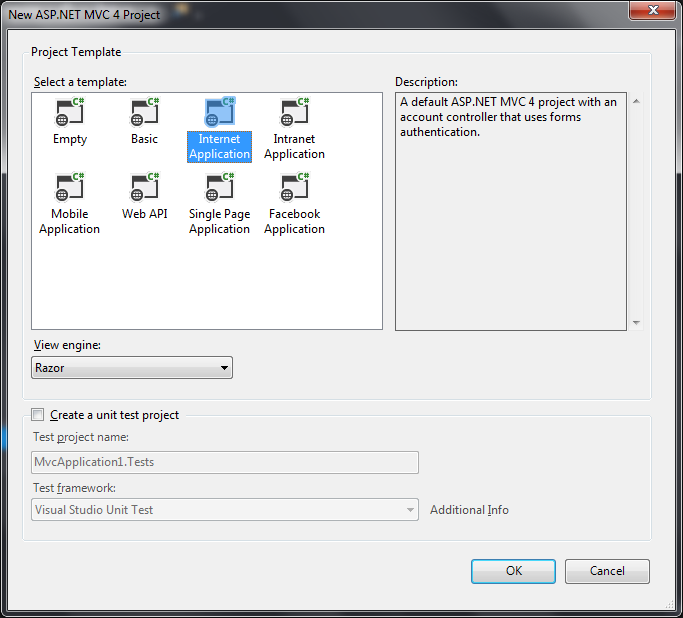 New ASP.NET MVC 4 Project
Project Template
Select a template:
C# C# C# C#
Empty Basic Internet Intranet
Application Application
C# C# C# C#
Mobile Web API Single Page Facebook
Application Application Application
Description:
A default ASP.NET MVC 4 project with an
account controller that uses forms
authentication.
View engine:
Razor
Create a unit test project
Test project name:
MvcApplication1.Tests
Test framework:
Visual Studio Unit Test
Additional Info
OK
Cancel